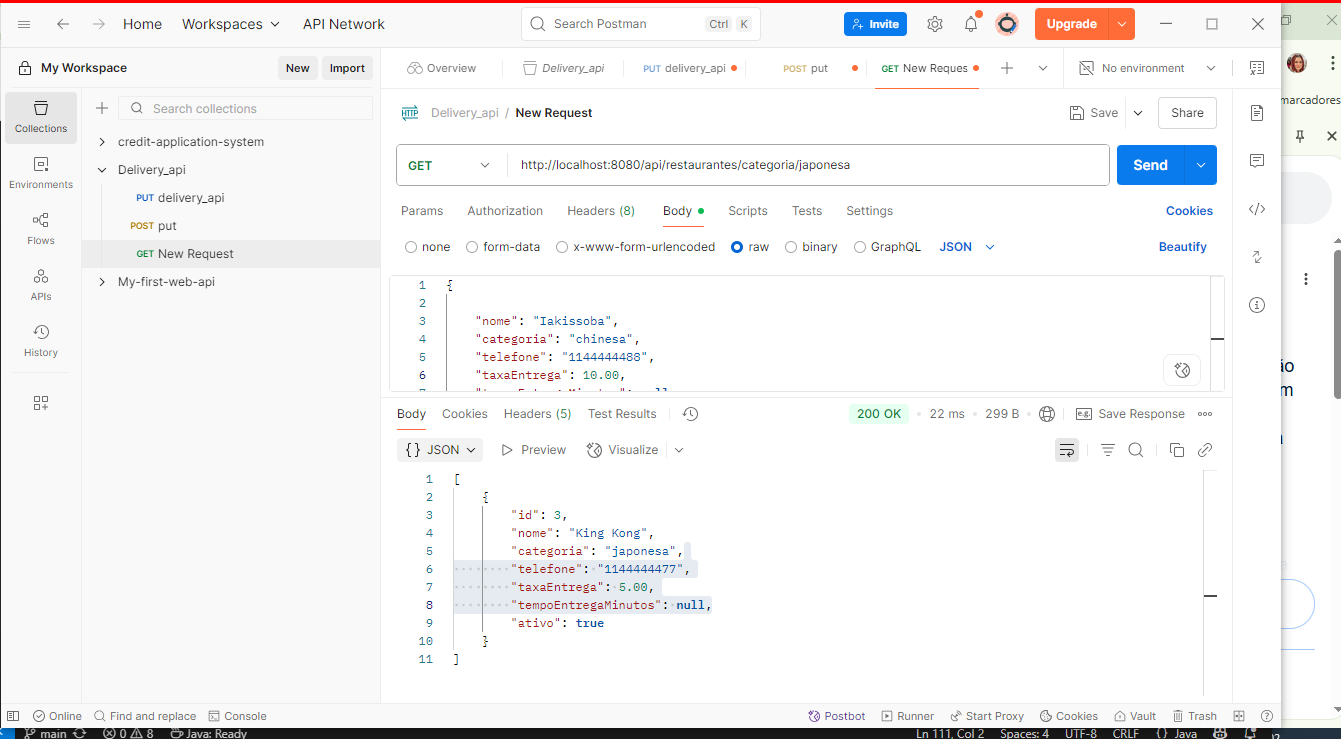 Home
Workspaces
API Network
Search Postman
Ctrl K
Invite
Upgrade
My Workspace
New
Import
Overview
Delivery_api
PUT delivery_api
POST put
GET New Reques
No environment
marcadores
Collections
Environments
Flows
APIs
History
Search collections
credit-application-system
Delivery_api
PUT delivery_api
POST put
GET New Request
My-first-web-api
HTTP
Delivery_api / New Request
Save
Share
GET
http://localhost:8080/api/restaurantes/categoria/japonesa
Send
Params
Authorization
Headers (8)
Body
Scripts
Tests
Settings
Cookies
none
form-data
x-www-form-urlencoded
raw
binary
GraphQL
JSON
Beautify
1 {
2
3 "nome": "Iakissoba",
4 "categoria": "chinesa",
5 "telefone": "1144444488",
6 "taxaEntrega": 10.00,
Body
Cookies
Headers (5)
Test Results
200 OK
22 ms
299 B
e.g.
Save Response
{} JSON
Preview
Visualize
1 [
2 {
3 "id": 3,
4 "nome": "King Kong",
5 "categoria": "japonesa",
6 "telefone": "1144444477",
7 "taxaEntrega": 5.00,
8 "tempoEntregaMinutos": null,
9 "ativo": true
10 }
11 ]
Online
Find and replace
Console
Postbot
Runner
Start Proxy
Cookies
Vault
Trash
main
0
8
Java: Ready
Ln 111, Col 2
Spaces: 4
UTF-8
CRLF
{} Java